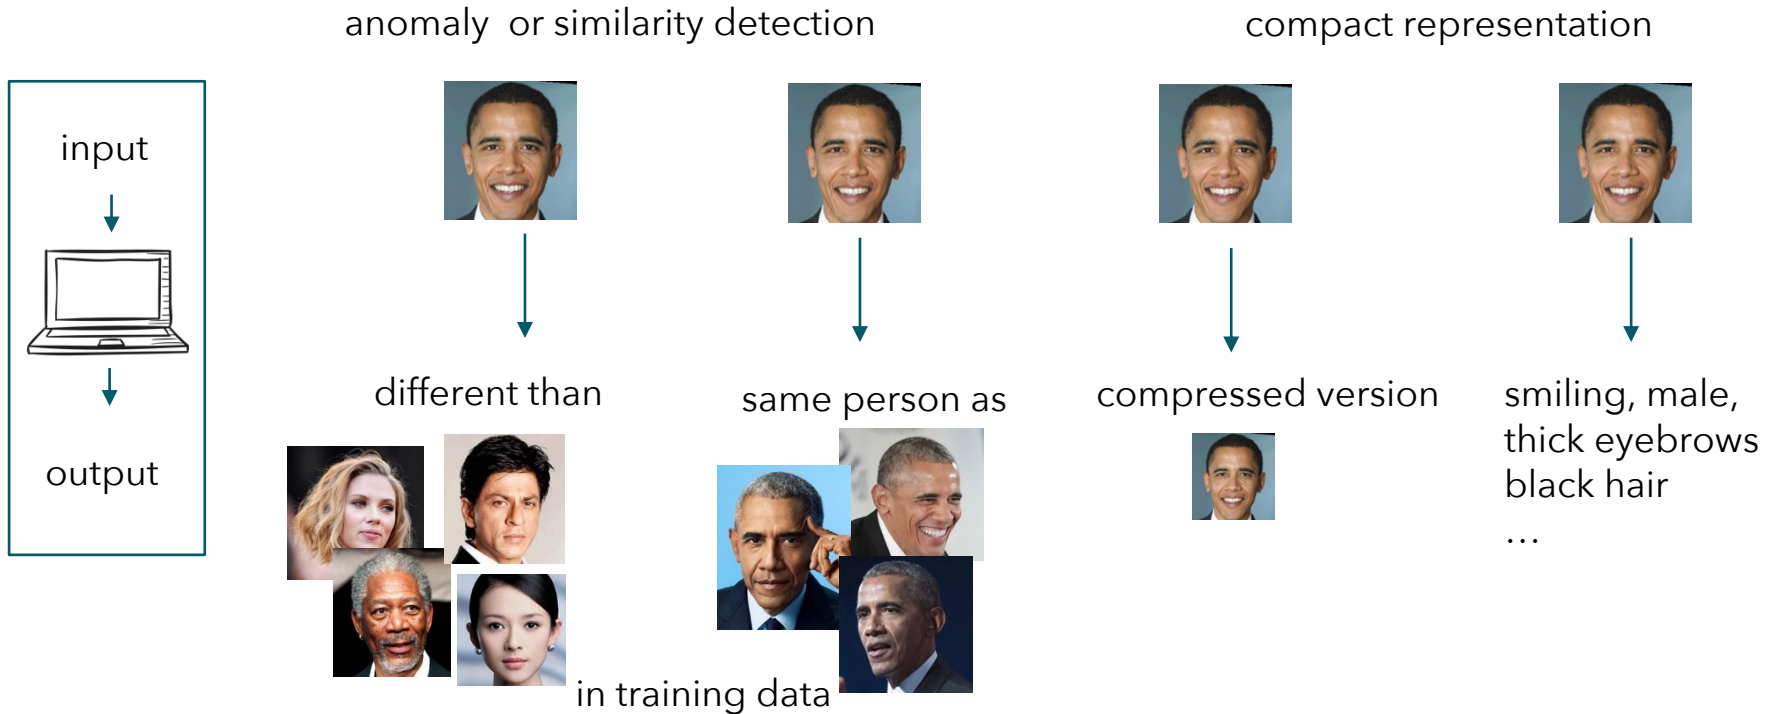 anomaly or similarity detection
compact representation
input
output
different than
same person as
in training data
compressed version
smiling, male,
thick eyebrows
black hair
...